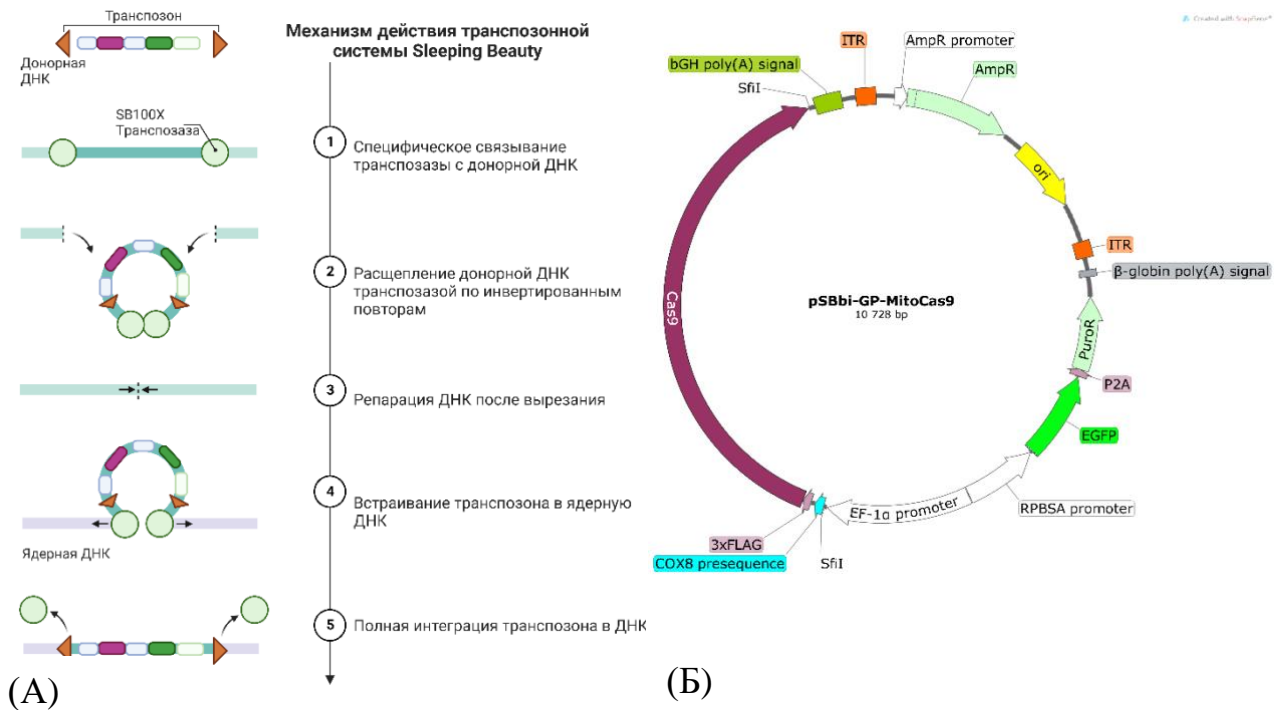 Транспозон
Донорная
ДНК
SB100X
Транспозаза
Ядерная ДНК
Механизм действия транспозонной
системы Sleeping Beauty
1
Специфическое связывание
транспозазы с донорной ДНК
2
Расщепление донорной ДНК
транспозазой по инвертированным
повторам
3
Репарация ДНК после вырезания
4
Встраивание транспозона в ядерную
ДНК
5
Полная интеграция транспозона в ДНК
(А)
Created with SnapGene®
ITR
AmpR promoter
bGH poly(A) signal
AmpR
SfiI
ori
ITR
β-globin poly(A) signal
Cas9
pSBbi-GP-MitoCas9
10 728 bp
PuroR
P2A
EGFP
RPBSA promoter
EF-1α promoter
3xFLAG
COX8 presequence
SfiI
(Б)